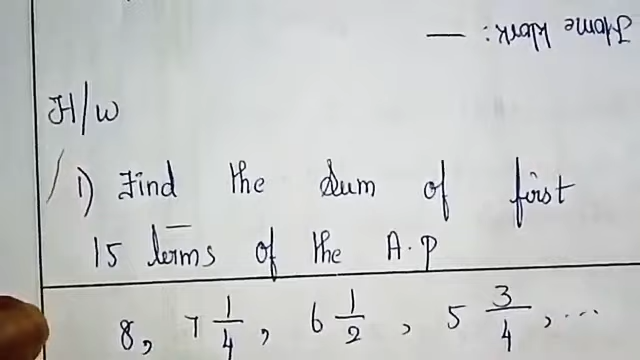 Home Work: —
H/W
1) Find the Sum of first
15 terms of the A.P
8, 7 1/4, 6 1/2, 5 3/4, ...